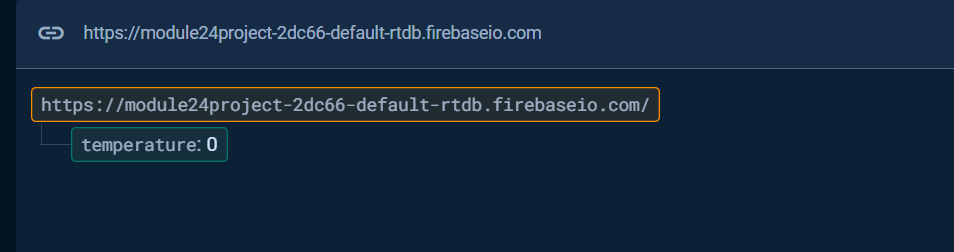 https://module24project-2dc66-default-rtdb.firebaseio.com
https://module24project-2dc66-default-rtdb.firebaseio.com/
temperature: 0